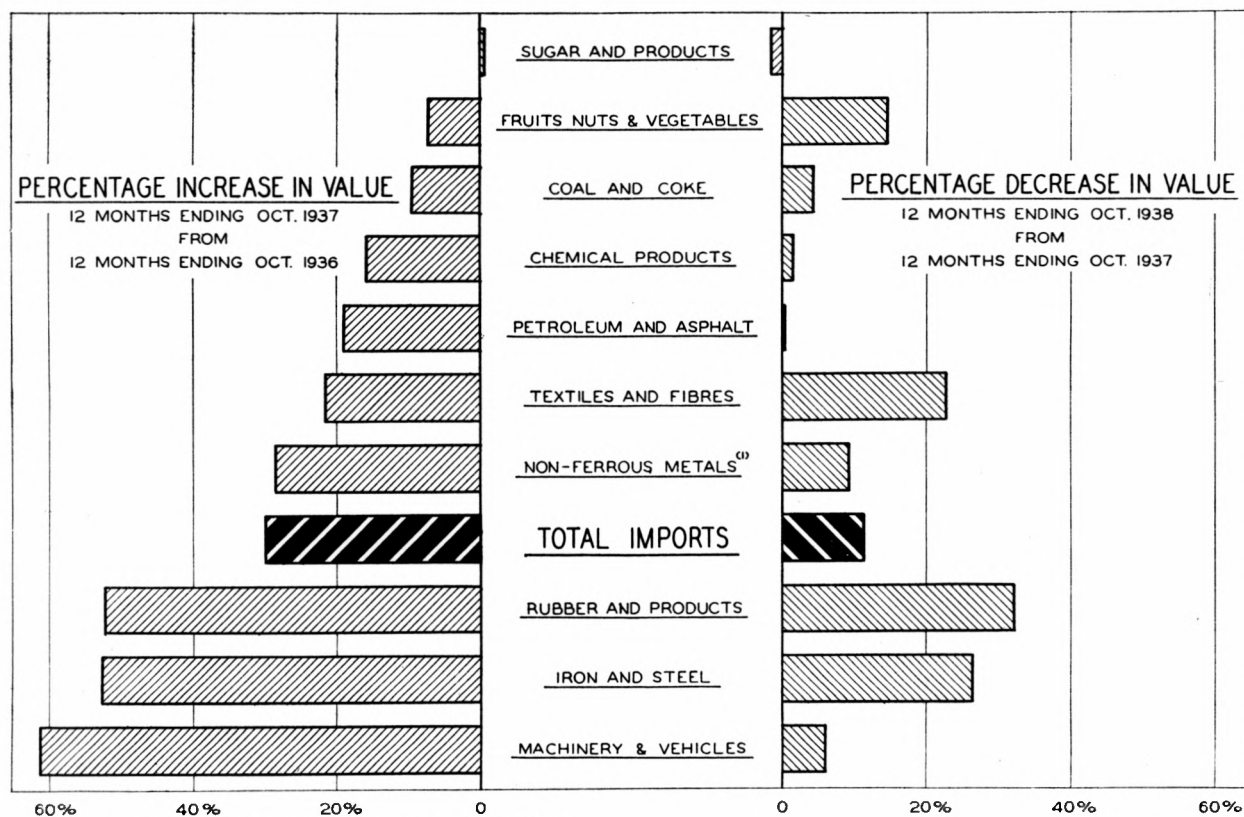 SUGAR AND PRODUCTS
FRUITS NUTS & VEGETABLES
PERCENTAGE INCREASE IN VALUE
12 MONTHS ENDING OCT. 1937
FROM
12 MONTHS ENDING OCT. 1936
COAL AND COKE
PERCENTAGE DECREASE IN VALUE
12 MONTHS ENDING OCT. 1938
FROM
12 MONTHS ENDING OCT. 1937
CHEMICAL PRODUCTS
PETROLEUM AND ASPHALT
TEXTILES AND FIBRES
NON-FERROUS METALS(1)
TOTAL IMPORTS
RUBBER AND PRODUCTS
IRON AND STEEL
MACHINERY & VEHICLES
60% 40% 20% 0 0 20% 40% 60%